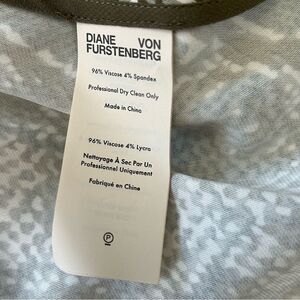 DIANE VON
FURSTENBERG
96% Viscose 4% Spandex
Professional Dry Clean Only
Made in China
96% Viscose 4% Lycra
Nettoyage À Sec Par Un
Professionnel Uniquement
Fabriqué en Chine
P